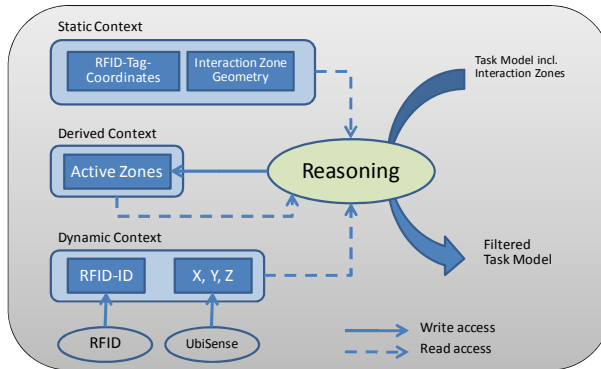 Static Context
RFID-Tag-
Coordinates
Interaction Zone
Geometry
Task Model incl.
Interaction Zones
Derived Context
Active Zones
Reasoning
Dynamic Context
RFID-ID
X, Y, Z
Filtered
Task Model
RFID
UbiSense
Write access
Read access